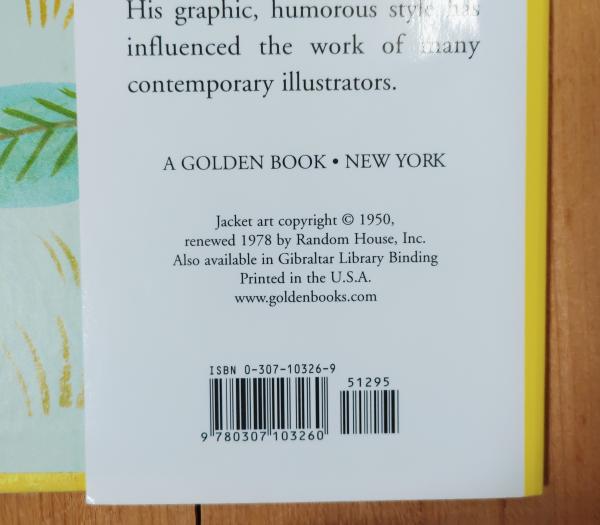 His graphic, humorous style has
influenced the work of many
contemporary illustrators.
A GOLDEN BOOK • NEW YORK
Jacket art copyright © 1950,
renewed 1978 by Random House, Inc.
Also available in Gibraltar Library Binding
Printed in the U.S.A.
www.goldenbooks.com
ISBN 0-307-10326-9
51295
9 780307 103260